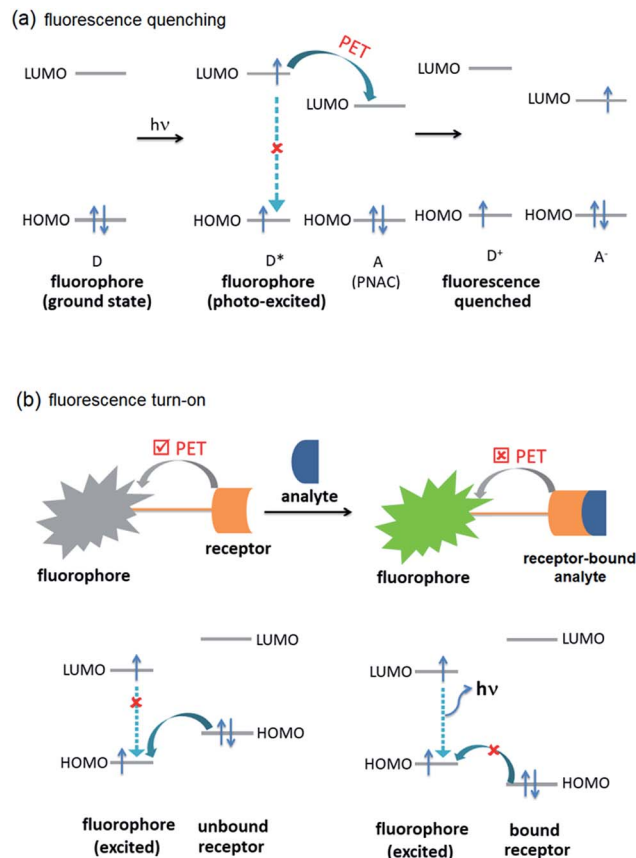 (a) fluorescence quenching
LUMO LUMO PET LUMO
LUMO LUMO
hν
HOMO HOMO HOMO HOMO HOMO
D D* A D⁺ A⁻
fluorophore fluorophore (PNAC) fluorescence
(ground state) (photo-excited) quenched
(b) fluorescence turn-on
PET PET
analyte
receptor receptor-bound
fluorophore fluorophore analyte
LUMO LUMO
LUMO LUMO
hν
HOMO
HOMO HOMO
HOMO
fluorophore unbound fluorophore bound
(excited) receptor (excited) receptor